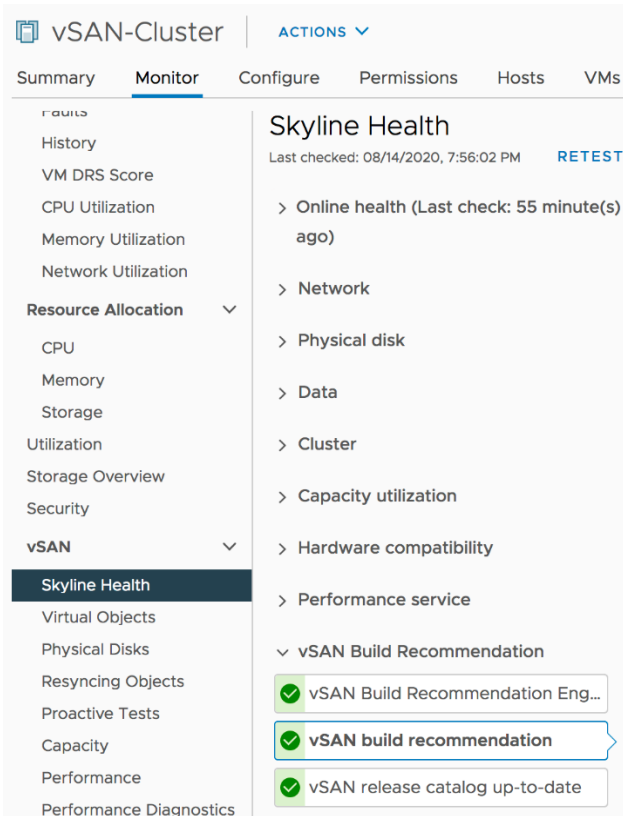 vSAN-Cluster
ACTIONS
Summary Monitor Configure Permissions Hosts VMs
Faults
History
VM DRS Score
CPU Utilization
Memory Utilization
Network Utilization
Resource Allocation
CPU
Memory
Storage
Utilization
Storage Overview
Security
vSAN
Skyline Health
Virtual Objects
Physical Disks
Resyncing Objects
Proactive Tests
Capacity
Performance
Performance Diagnostics
Skyline Health
Last checked: 08/14/2020, 7:56:02 PM RETEST
Online health (Last check: 55 minute(s)
ago)
Network
Physical disk
Data
Cluster
Capacity utilization
Hardware compatibility
Performance service
vSAN Build Recommendation
vSAN Build Recommendation Eng...
vSAN build recommendation
vSAN release catalog up-to-date